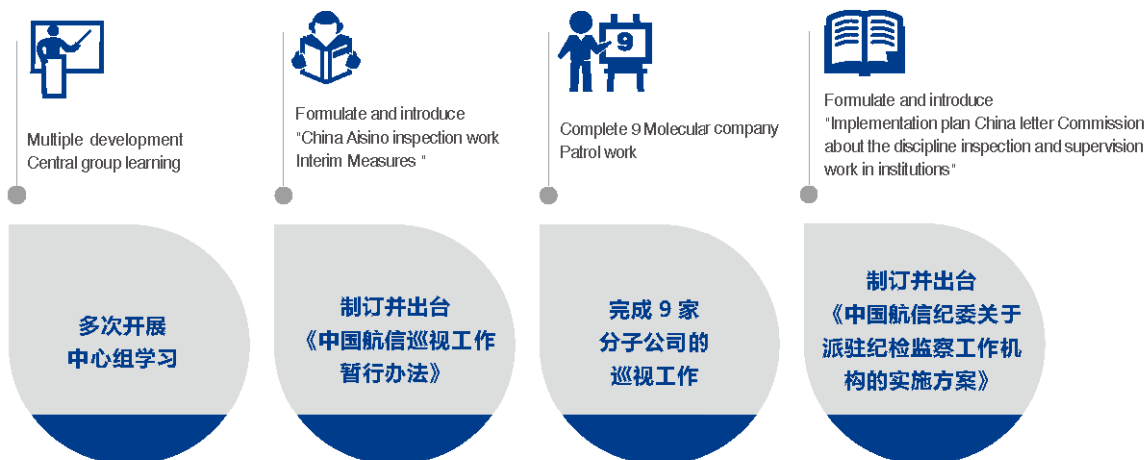 Multiple development
Central group learning
Formulate and introduce
"China Aisino inspection work
Interim Measures "
9
Complete 9 Molecular company
Patrol work
Formulate and introduce
"Implementation plan China letter Commission
about the discipline inspection and supervision
work in institutions"
多次开展
中心组学习
制订并出台
《中国航信巡视工作
暂行办法》
完成 9 家
分子公司的
巡视工作
制订并出台
《中国航信纪委关于
派驻纪检监察工作机
构的实施方案》